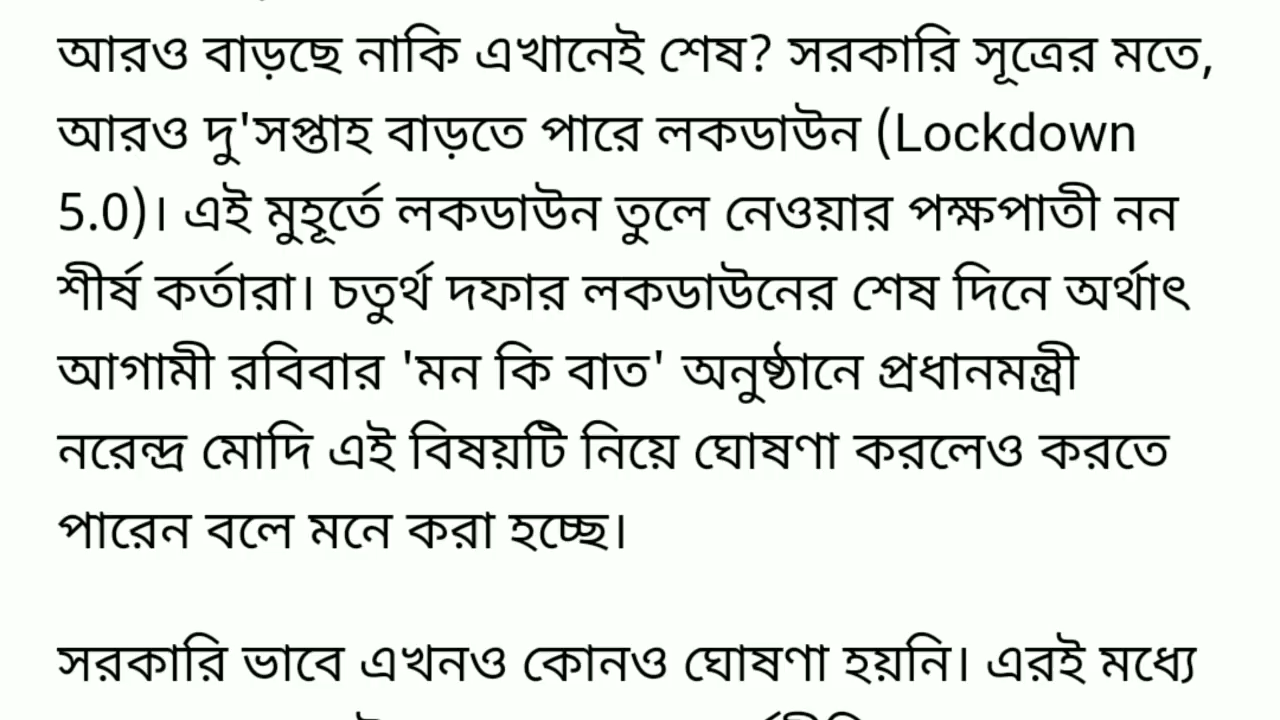 আরও বাড়ছে নাকি এখানেই শেষ? সরকারি সূত্রের মতে,
আরও দু'সপ্তাহ বাড়তে পারে লকডাউন (Lockdown
5.0)। এই মুহূর্তে লকডাউন তুলে নেওয়ার পক্ষপাতী নন
শীর্ষ কর্তারা। চতুর্থ দফার লকডাউনের শেষ দিনে অর্থাৎ
আগামী রবিবার 'মন কি বাত' অনুষ্ঠানে প্রধানমন্ত্রী
নরেন্দ্র মোদি এই বিষয়টি নিয়ে ঘোষণা করলেও করতে
পারেন বলে মনে করা হচ্ছে।
সরকারি ভাবে এখনও কোনও ঘোষণা হয়নি। এরই মধ্যে